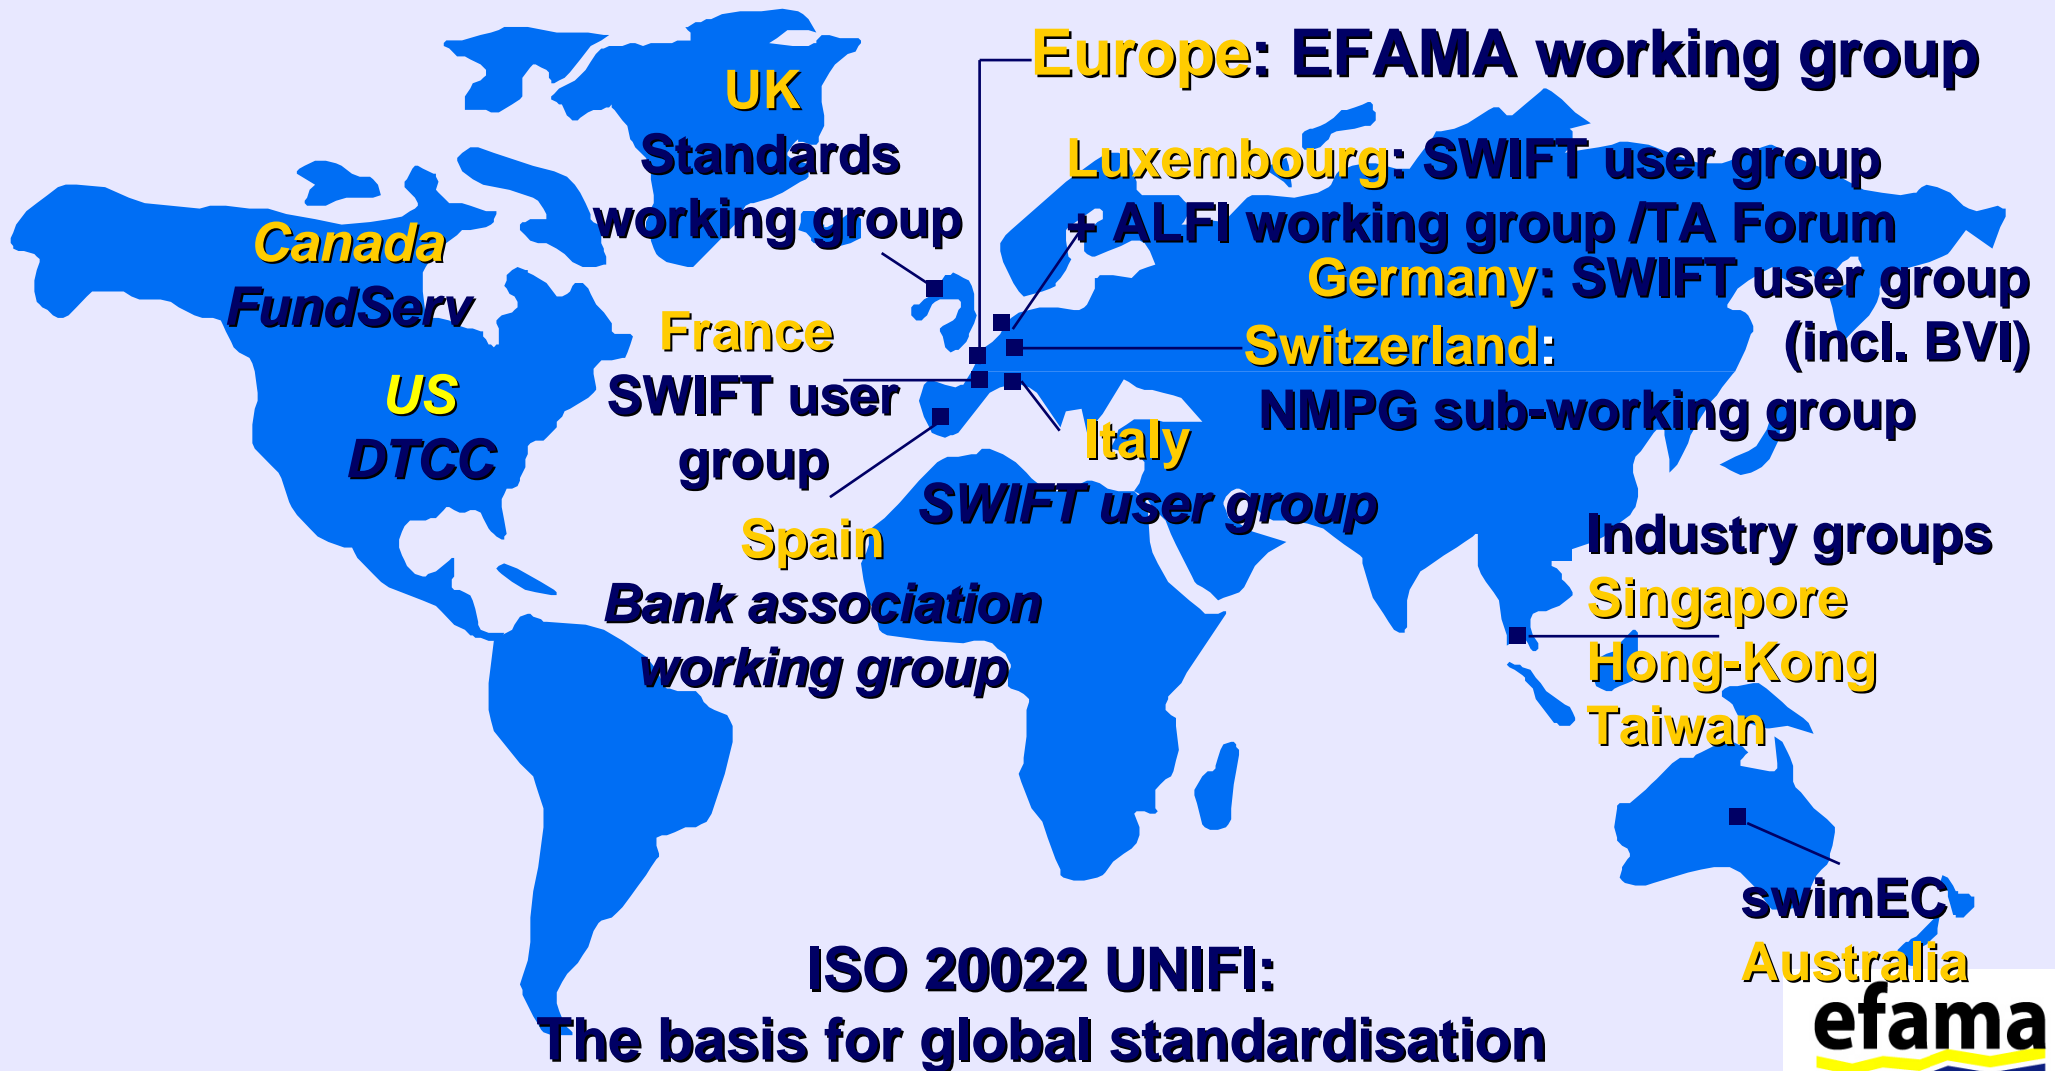 Europe: EFAMA working group
UK
Standards
working group
Luxembourg: SWIFT user group
+ ALFI working group /TA Forum
Canada
FundServ
Germany: SWIFT user group
(incl. BVI)
France
SWIFT user
group
Switzerland:
NMPG sub-working group
US
DTCC
Italy
SWIFT user group
Spain
Bank association
working group
Industry groups
Singapore
Hong-Kong
Taiwan
swimEC
Australia
ISO 20022 UNIFI:
The basis for global standardisation
efama